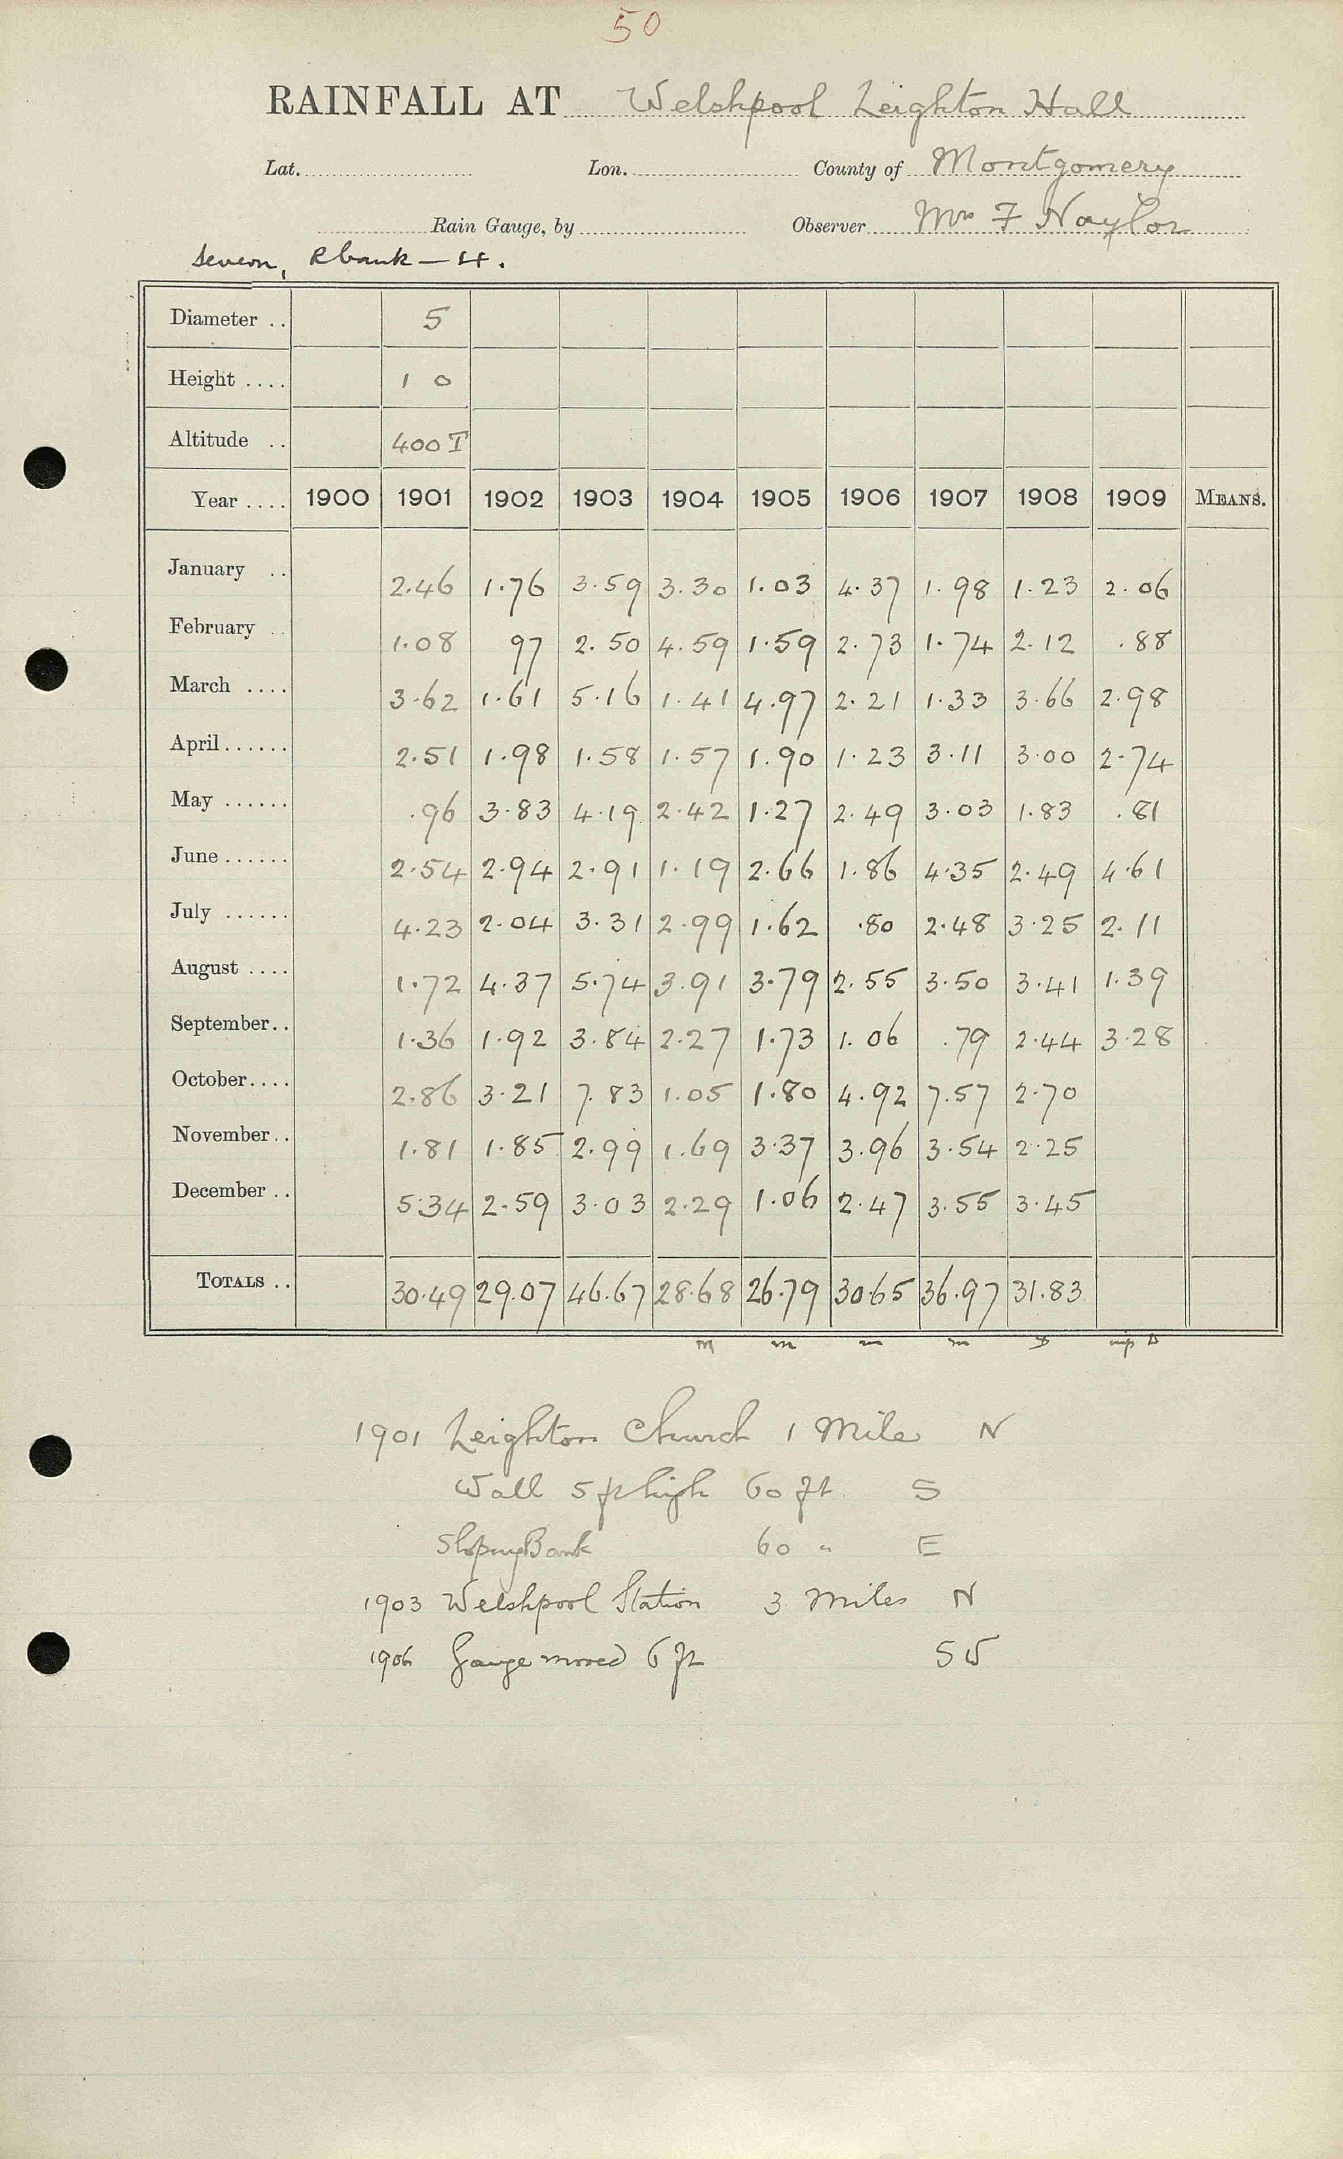 50
RAINFALL AT Welshpool Leighton Hall
Lat. Lon. County of Montgomery
Rain Gauge, by Observer Mrs F Naylor
Severn, R bank — 4.
Diameter .. 5
Height .... 1 0
Altitude .. 400 T
Year .... 1900 1901 1902 1903 1904 1905 1906 1907 1908 1909 MEANS.
January .. 2.46 1.76 3.59 3.30 1.03 4.37 1.98 1.23 2.06
February .. 1.08 97 2.50 4.59 1.59 2.73 1.74 2.12 .88
March .... 3.62 1.61 5.16 1.41 4.97 2.21 1.33 3.66 2.98
April ...... 2.51 1.98 1.58 1.57 1.90 1.23 3.11 3.00 2.74
May ...... .96 3.83 4.19 2.42 1.27 2.49 3.03 1.83 .81
June ...... 2.54 2.94 2.91 1.19 2.66 1.86 4.35 2.49 4.61
July ...... 4.23 2.04 3.31 2.99 1.62 .80 2.48 3.25 2.11
August .... 1.72 4.37 5.74 3.91 3.79 2.55 3.50 3.41 1.39
September.. 1.36 1.92 3.84 2.27 1.73 1.06 .79 2.44 3.28
October.... 2.86 3.21 7.83 1.05 1.80 4.92 7.57 2.70
November.. 1.81 1.85 2.99 1.69 3.37 3.96 3.54 2.25
December .. 5.34 2.59 3.03 2.29 1.06 2.47 3.55 3.45
TOTALS .. 30.49 29.07 46.67 28.68 26.79 30.65 36.97 31.83
M m m m D D
1901 Leighton Church 1 Mile N
Wall 5 ft high 60 ft. S
Sloping Bank 60 " E
1903 Welshpool Station 3 Miles N
1906 Gauge moved 6 ft SW